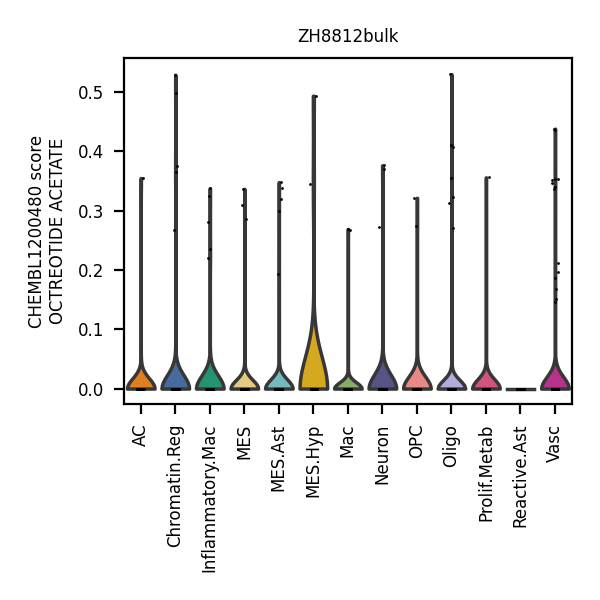 ZH8812bulk
CHEMBL1200480 score
OCTREOTIDE ACETATE
0.5
0.4
0.3
0.2
0.1
0.0
AC
Chromatin.Reg
Inflammatory.Mac
MES
MES.Ast
MES.Hyp
Mac
Neuron
OPC
Oligo
Prolif.Metab
Reactive.Ast
Vasc